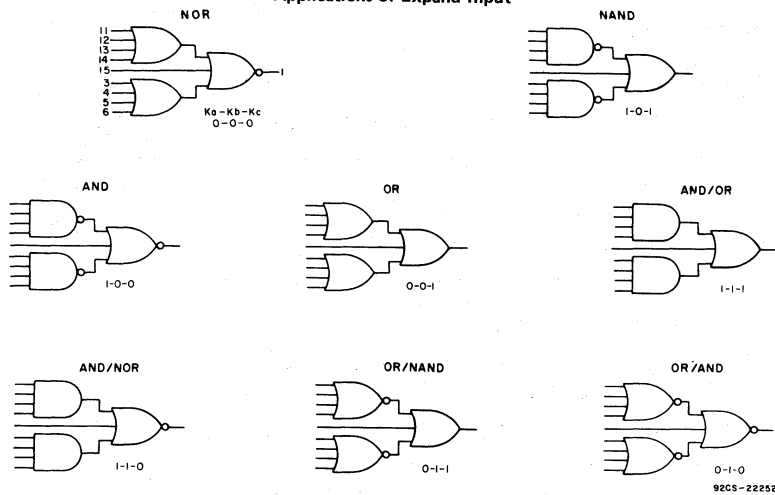 Applications of Expand Input
NOR
11
12
13
14
15
3
4
5
6
1
Ka-Kb-Kc
0-0-0
NAND
1-0-1
AND
1-0-0
OR
0-0-1
AND/OR
1-1-1
AND/NOR
1-1-0
OR/NAND
0-1-1
OR/AND
0-1-0
92CS-22252